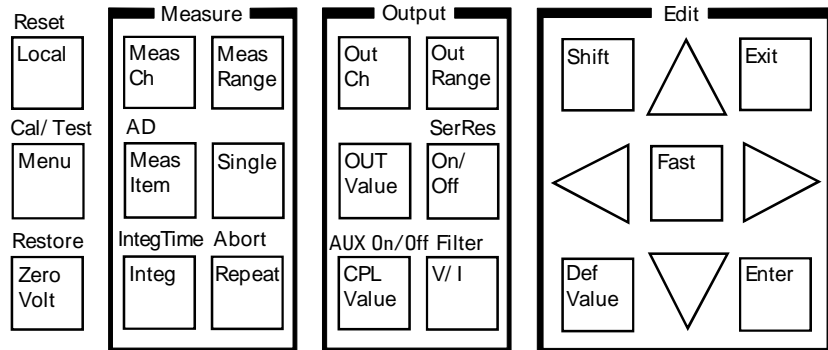 Measure
Output
Edit
Reset
Local
Meas
Ch
Meas
Range
Out
Ch
Out
Range
Shift
Exit
Cal/ Test
AD
SerRes
Menu
Meas
Item
Single
OUT
Value
On/
Off
Fast
Restore
IntegTime
Abort
AUX On/Off
Filter
Zero
Volt
Integ
Repeat
CPL
Value
V/ I
Def
Value
Enter